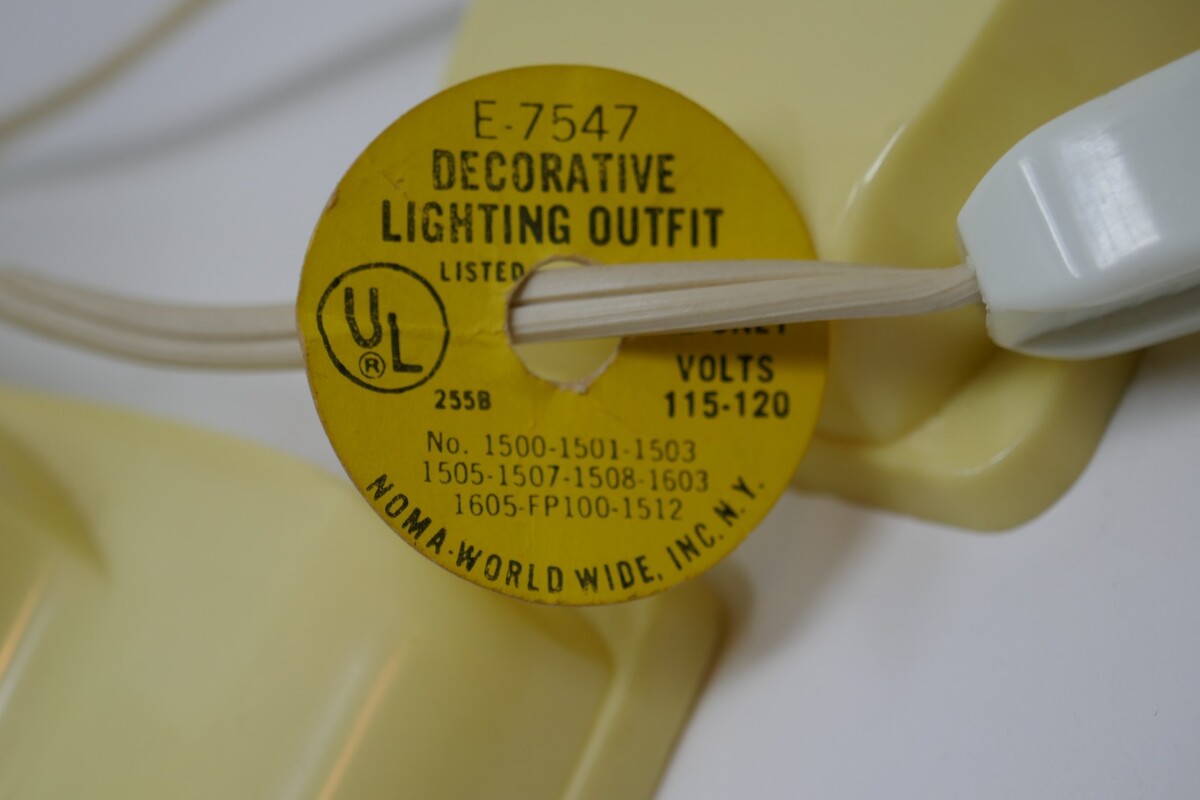 E-7547
DECORATIVE
LIGHTING OUTFIT
LISTED
UL
®
VOLTS
255B
115-120
No. 1500-1501-1503
1505-1507-1508-1603
1605-FP100-1512
NOMA-WORLD WIDE, INC. N.Y.